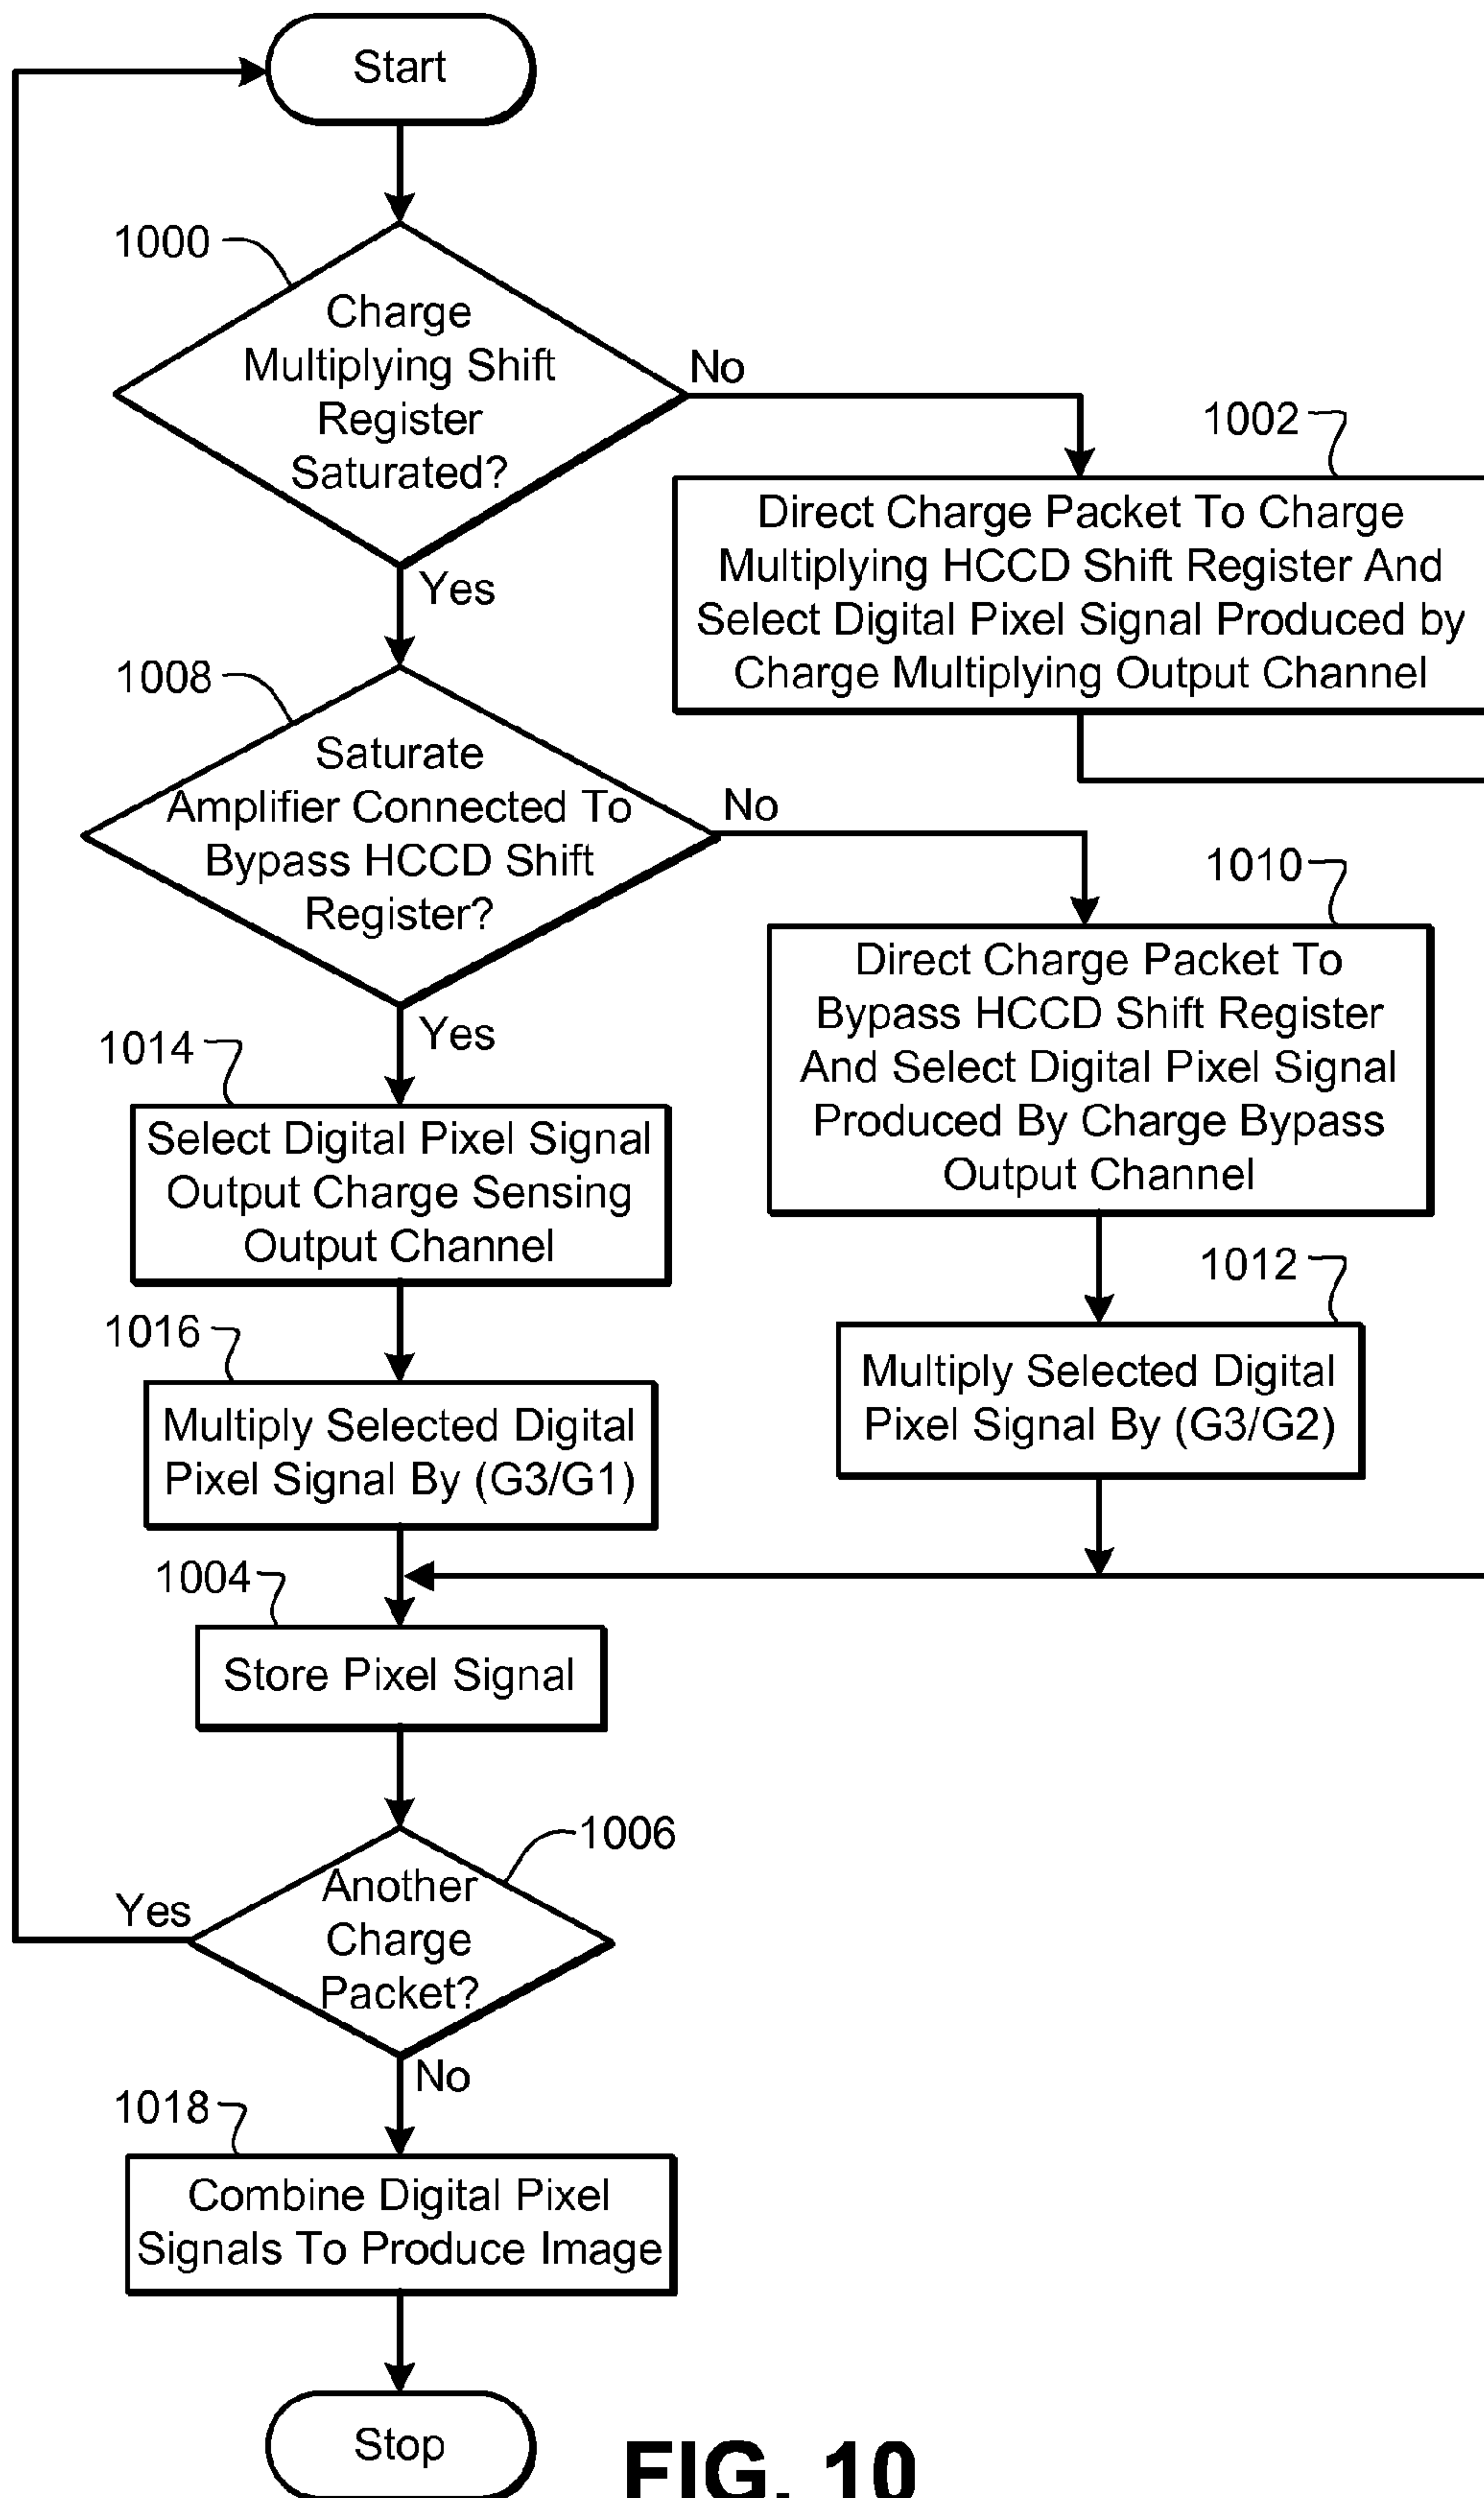 Start
1000
Charge
Multiplying Shift
Register
Saturated?
No
Yes
1002
Direct Charge Packet To Charge
Multiplying HCCD Shift Register And
Select Digital Pixel Signal Produced by
Charge Multiplying Output Channel
1008
Saturate
Amplifier Connected To
Bypass HCCD Shift
Register?
No
Yes
1010
Direct Charge Packet To
Bypass HCCD Shift Register
And Select Digital Pixel Signal
Produced By Charge Bypass
Output Channel
1014
Select Digital Pixel Signal
Output Charge Sensing
Output Channel
1012
Multiply Selected Digital
Pixel Signal By (G3/G2)
1016
Multiply Selected Digital
Pixel Signal By (G3/G1)
1004
Store Pixel Signal
1006
Another
Charge
Packet?
Yes
No
1018
Combine Digital Pixel
Signals To Produce Image
Stop
FIG. 10